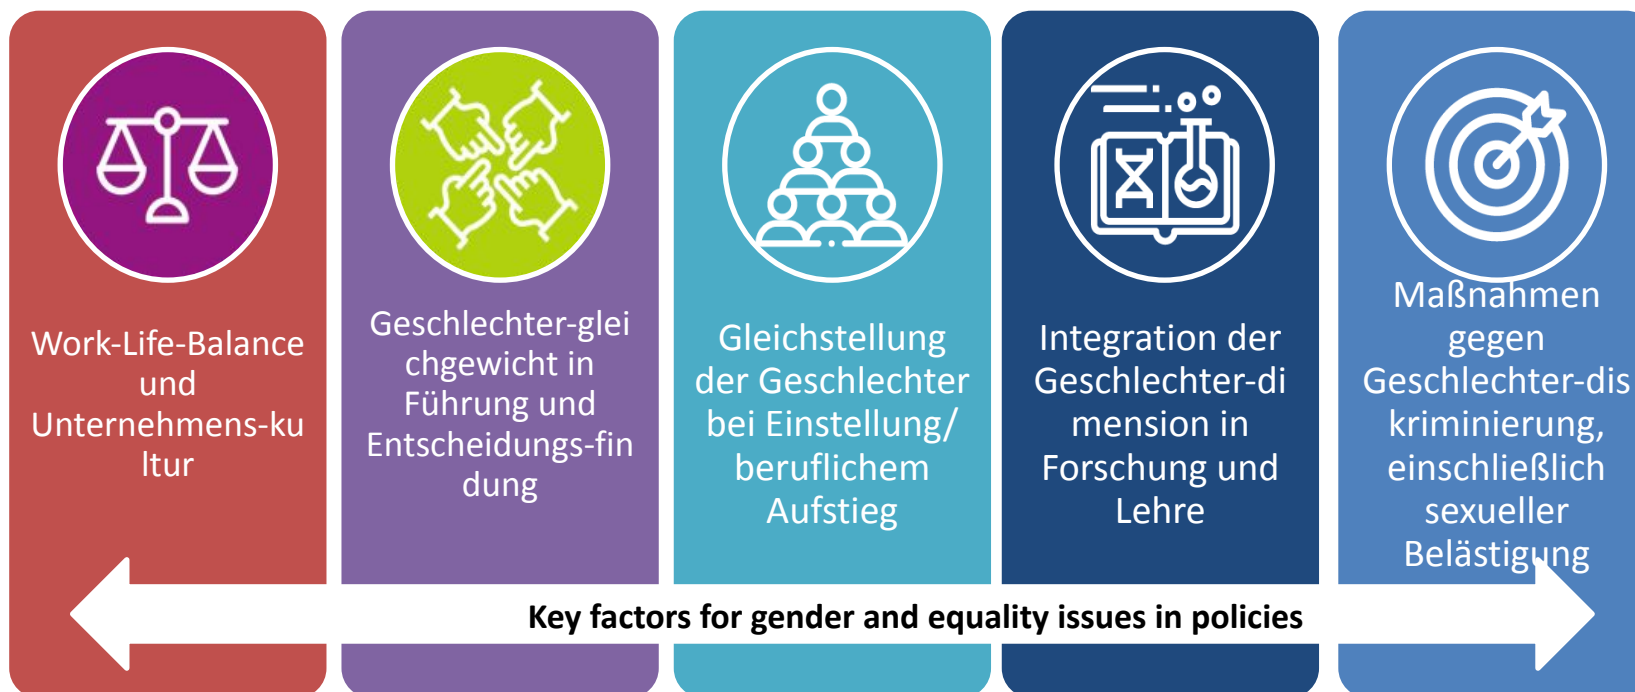 Work-Life-Balance
und
Unternehmens-ku
ltur
Geschlechter-glei
chgewicht in
Führung und
Entscheidungs-fin
dung
Gleichstellung
der Geschlechter
bei Einstellung/
beruflichem
Aufstieg
Integration der
Geschlechter-di
mension in
Forschung und
Lehre
Maßnahmen
gegen
Geschlechter-dis
kriminierung,
einschließlich
sexueller
Belästigung
Key factors for gender and equality issues in policies